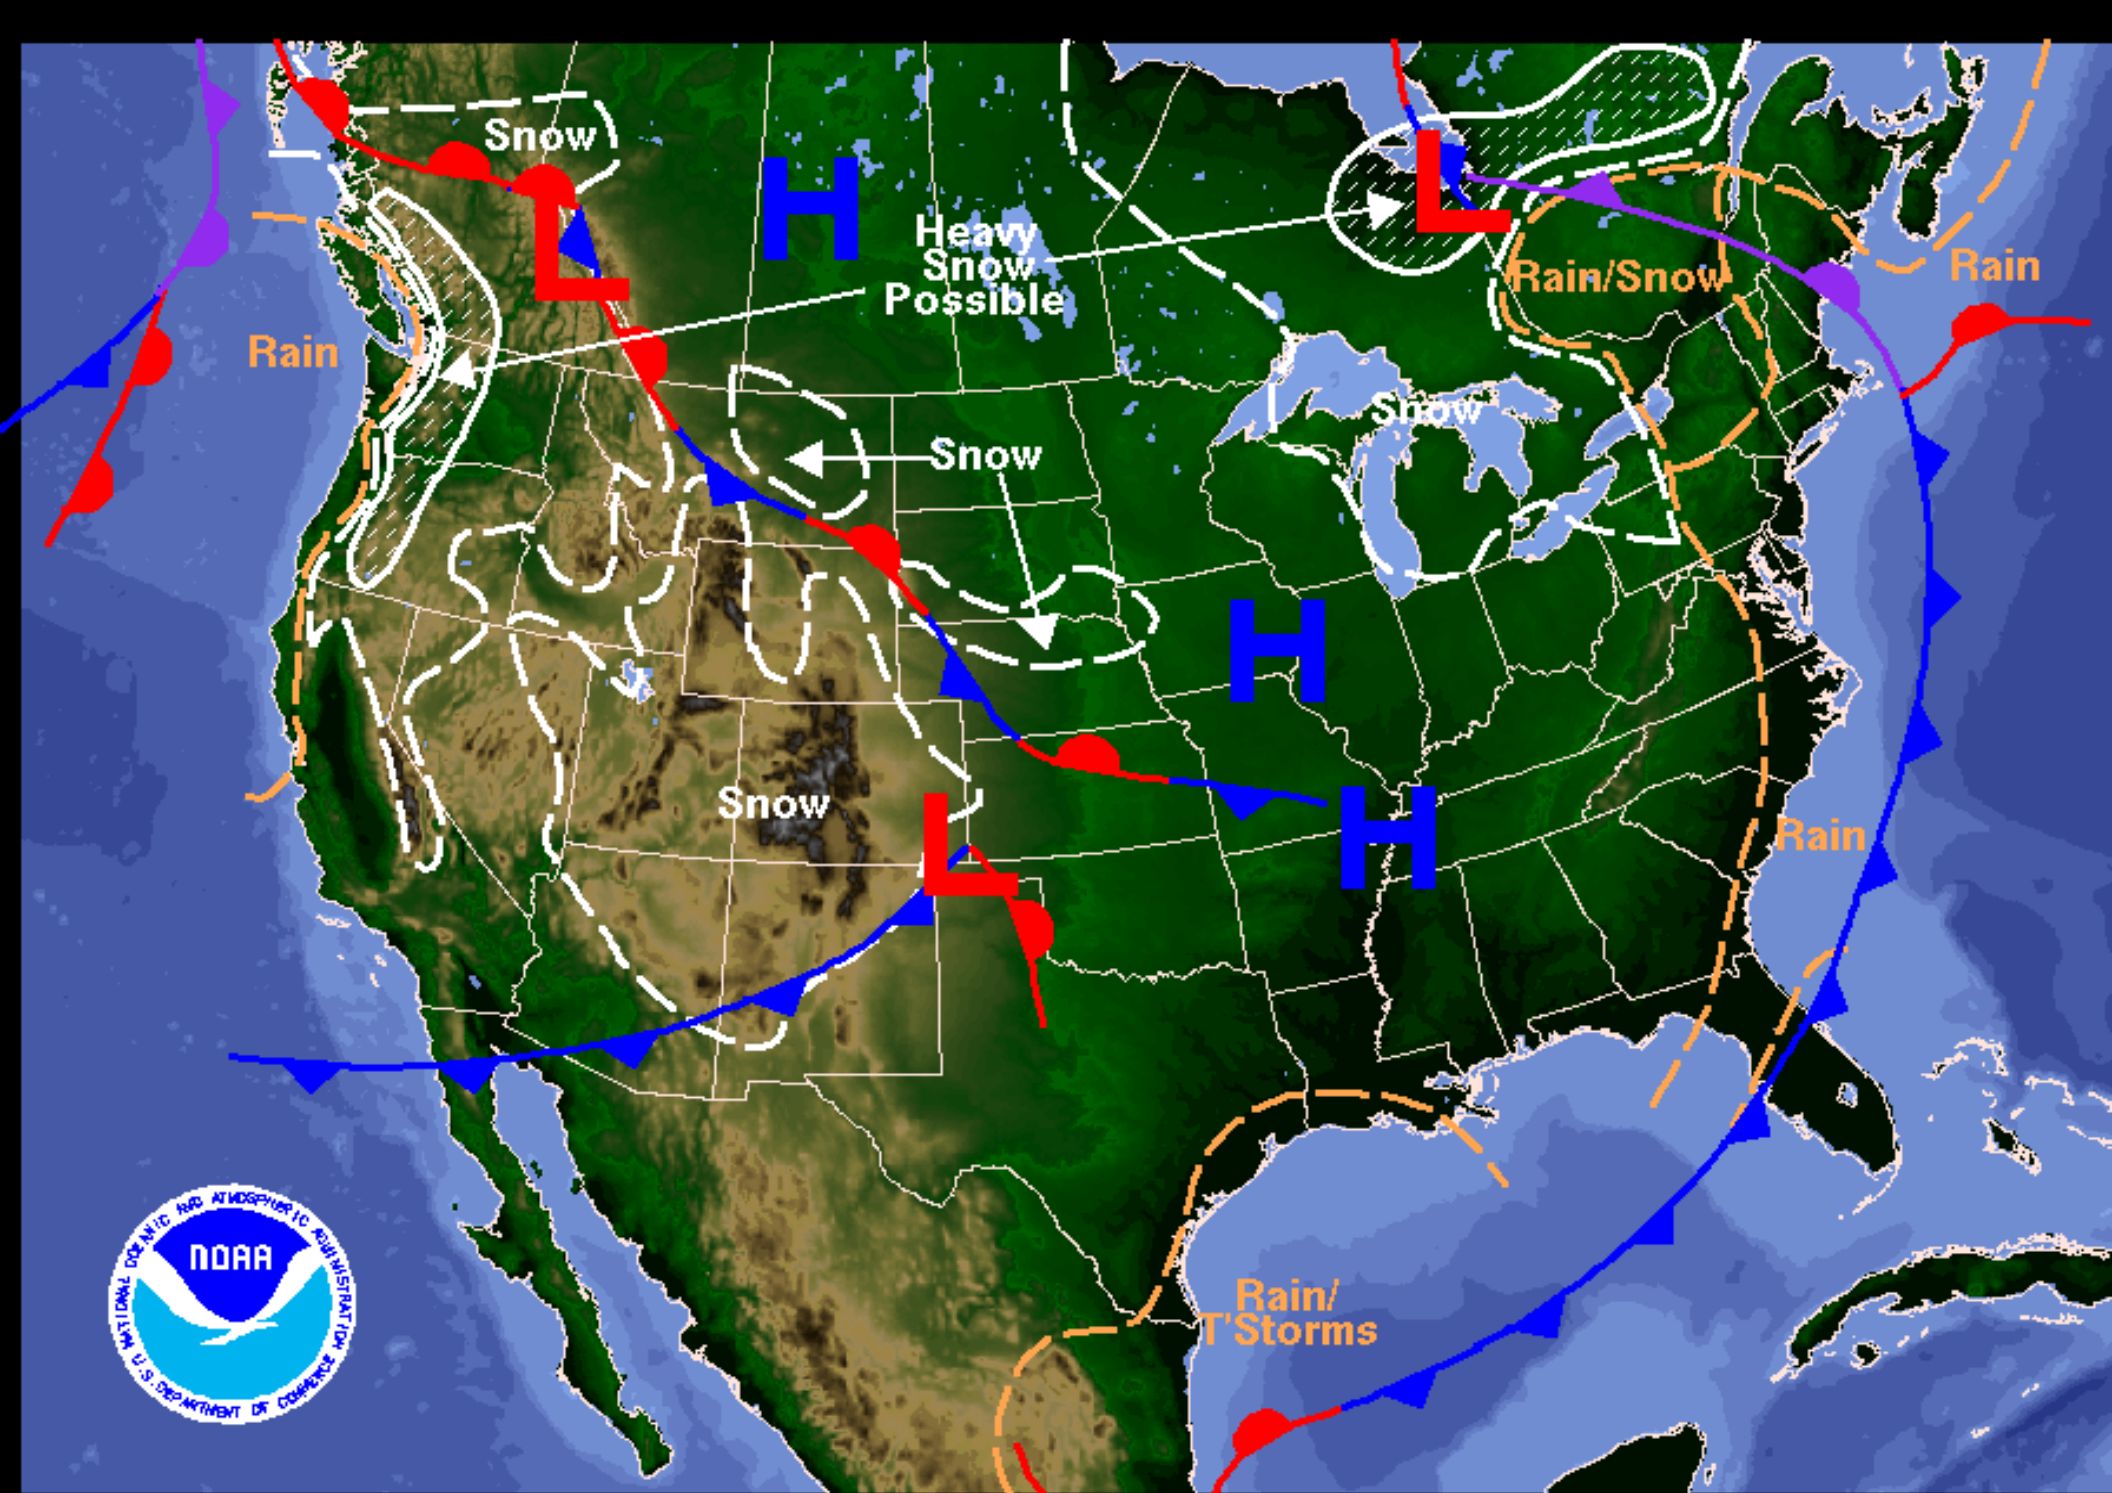 Snow
H
L
Heavy
Snow
Possible
L
Rain/Snow
Rain
Rain
Snow
Snow
H
Snow
L
H
Rain
Rain/
T'Storms
NATIONAL OCEANIC AND ATMOSPHERIC ADMINISTRATION
NOAA
U.S. DEPARTMENT OF COMMERCE